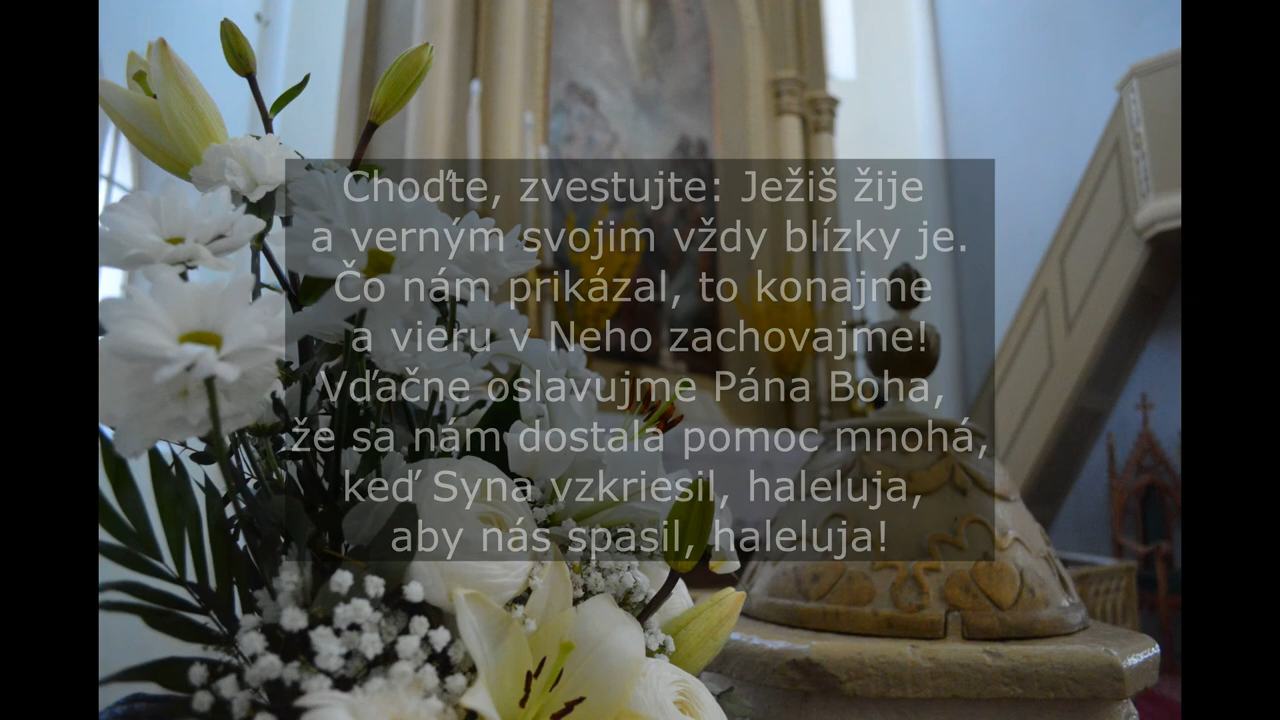 Choďte, zvestujte: Ježiš žije
a verným svojim vždy blízky je.
Čo nám prikázal, to konajme
a vieru v Neho zachovajme!
Vďačne oslavujme Pána Boha,
že sa nám dostala pomoc mnohá,
keď Syna vzkriesil, haleluja,
aby nás spasil, haleluja!